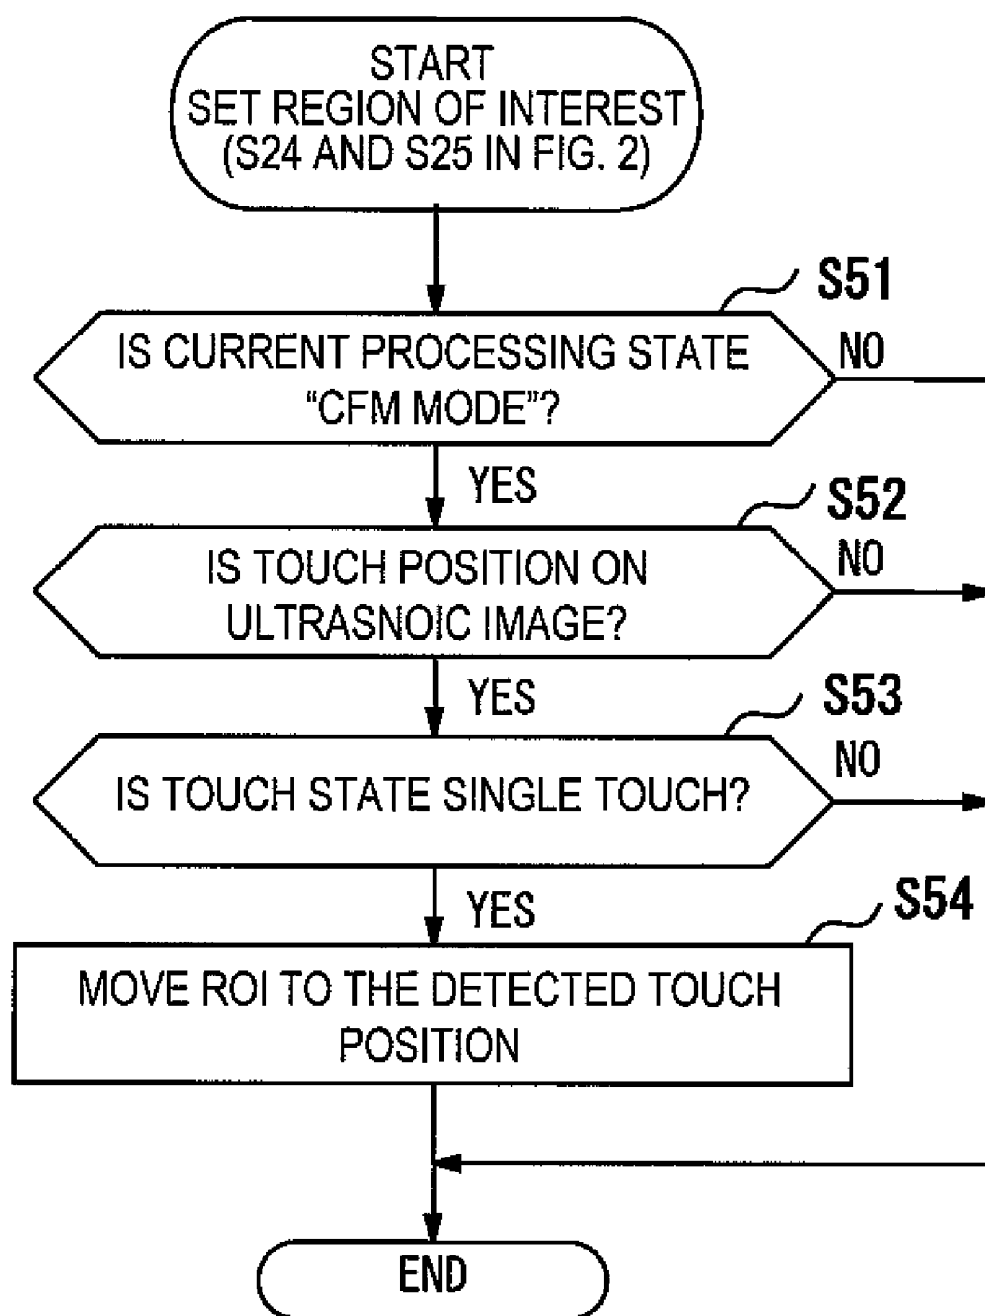 START
SET REGION OF INTEREST
(S24 AND S25 IN FIG. 2)
S51
IS CURRENT PROCESSING STATE
“CFM MODE”?
NO
YES
S52
IS TOUCH POSITION ON
ULTRASNOIC IMAGE?
NO
YES
S53
IS TOUCH STATE SINGLE TOUCH?
NO
YES
S54
MOVE ROI TO THE DETECTED TOUCH
POSITION
END